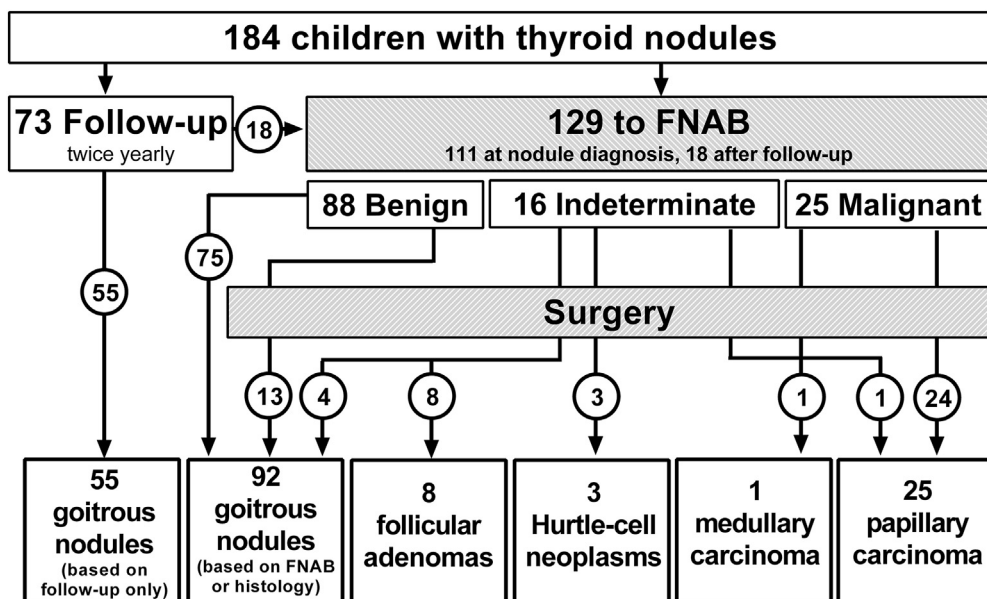 184 children with thyroid nodules
73 Follow-up
twice yearly
18
129 to FNAB
111 at nodule diagnosis, 18 after follow-up
88 Benign
16 Indeterminate
25 Malignant
75
55
Surgery
13
4
8
3
1
1
24
55
goitrous
nodules
(based on
follow-up only)
92
goitrous
nodules
(based on FNAB
or histology)
8
follicular
adenomas
3
Hurtle-cell
neoplasms
1
medullary
carcinoma
25
papillary
carcinoma